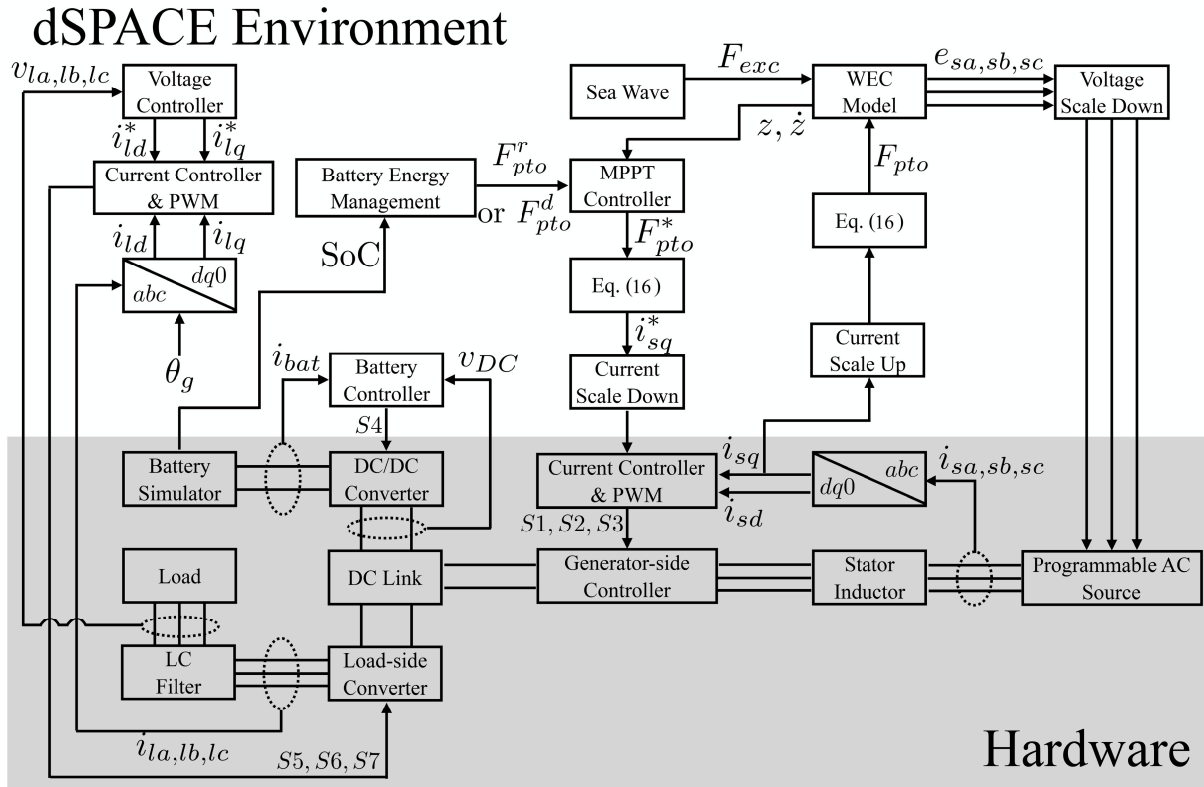 dSPACE Environment
v_{la,lb,lc}
Voltage
Controller
i*_{ld}
i*_{lq}
Current Controller
& PWM
i_{ld}
i_{lq}
dq0
abc
θ_g
Battery Energy
Management
SoC
F^r_{pto}
or F^d_{pto}
Sea Wave
F_{exc}
WEC
Model
e_{sa,sb,sc}
Voltage
Scale Down
z, ż
MPPT
Controller
F*_{pto}
Eq. (16)
i*_{sq}
Current
Scale Down
F_{pto}
Eq. (16)
Current
Scale Up
i_{bat}
Battery
Controller
v_{DC}
S4
Battery
Simulator
DC/DC
Converter
Current Controller
& PWM
i_{sq}
i_{sd}
abc
dq0
i_{sa,sb,sc}
S1, S2, S3
Load
DC Link
Generator-side
Controller
Stator
Inductor
Programmable AC
Source
LC
Filter
Load-side
Converter
i_{la,lb,lc}
S5, S6, S7
Hardware